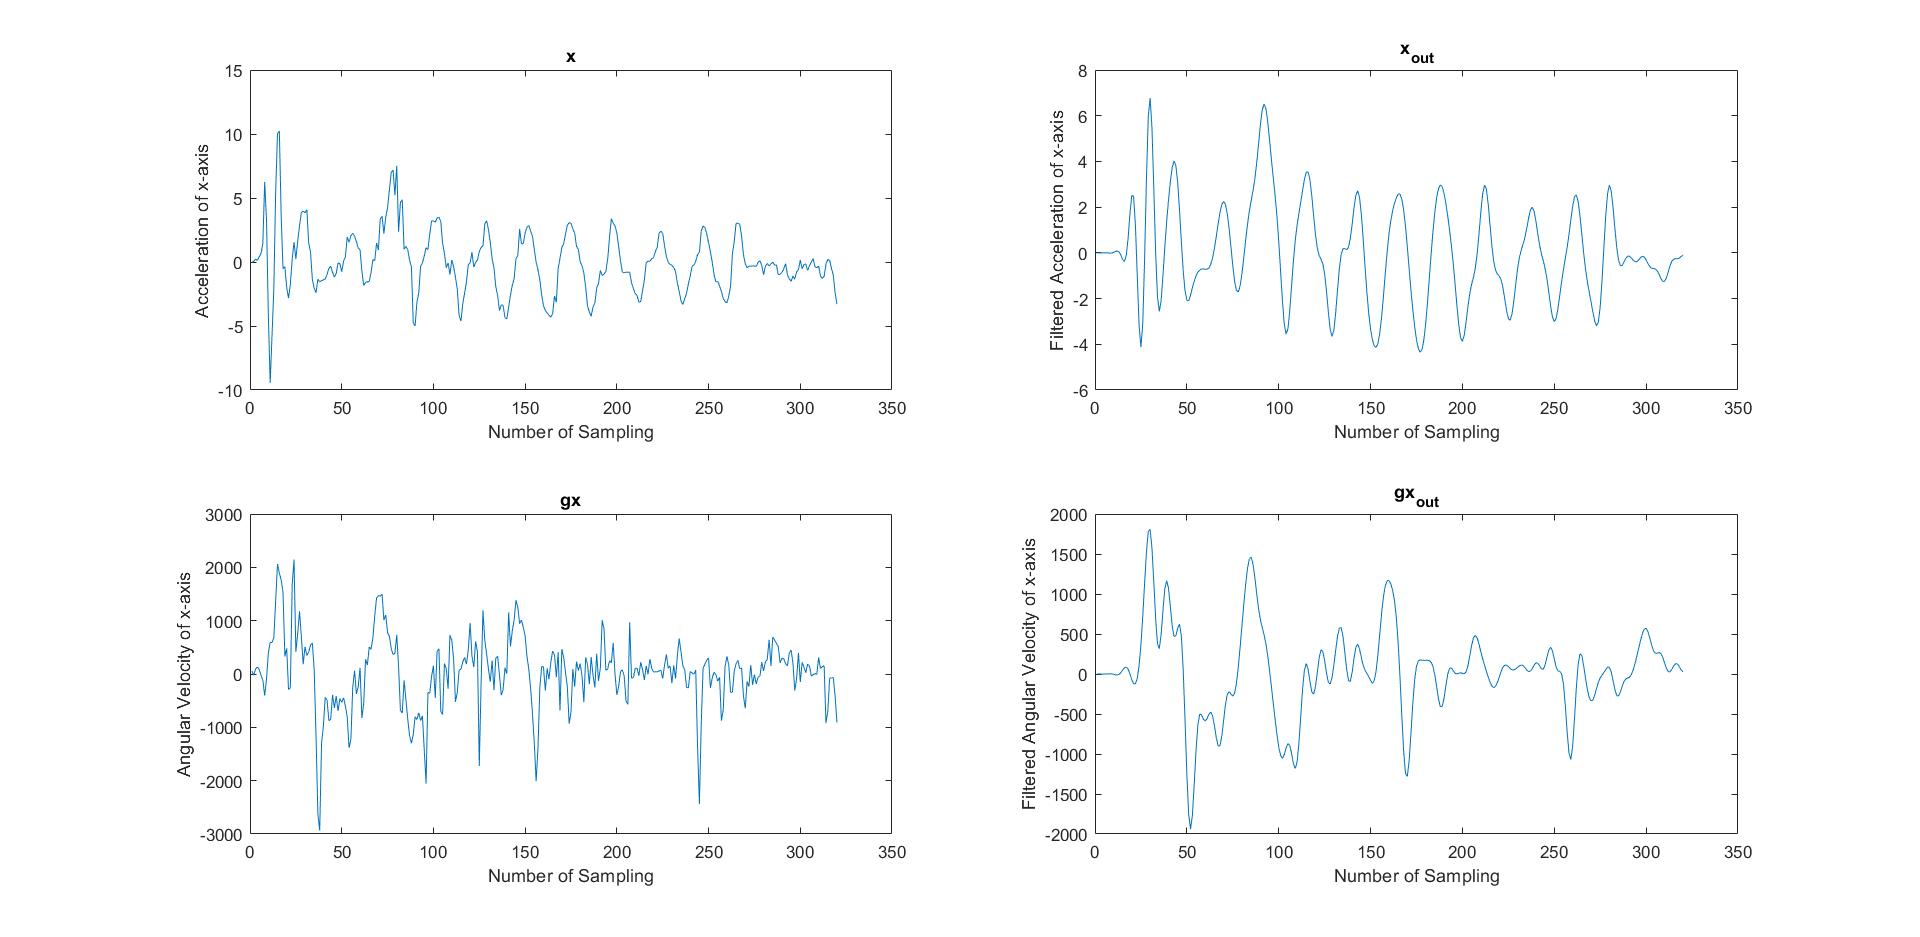 x
Acceleration of x-axis
15
10
5
0
-5
-10
0 50 100 150 200 250 300 350
Number of Sampling
xout
Filtered Acceleration of x-axis
8
6
4
2
0
-2
-4
-6
0 50 100 150 200 250 300 350
Number of Sampling
gx
Angular Velocity of x-axis
3000
2000
1000
0
-1000
-2000
-3000
0 50 100 150 200 250 300 350
Number of Sampling
gxout
Filtered Angular Velocity of x-axis
2000
1500
1000
500
0
-500
-1000
-1500
-2000
0 50 100 150 200 250 300 350
Number of Sampling